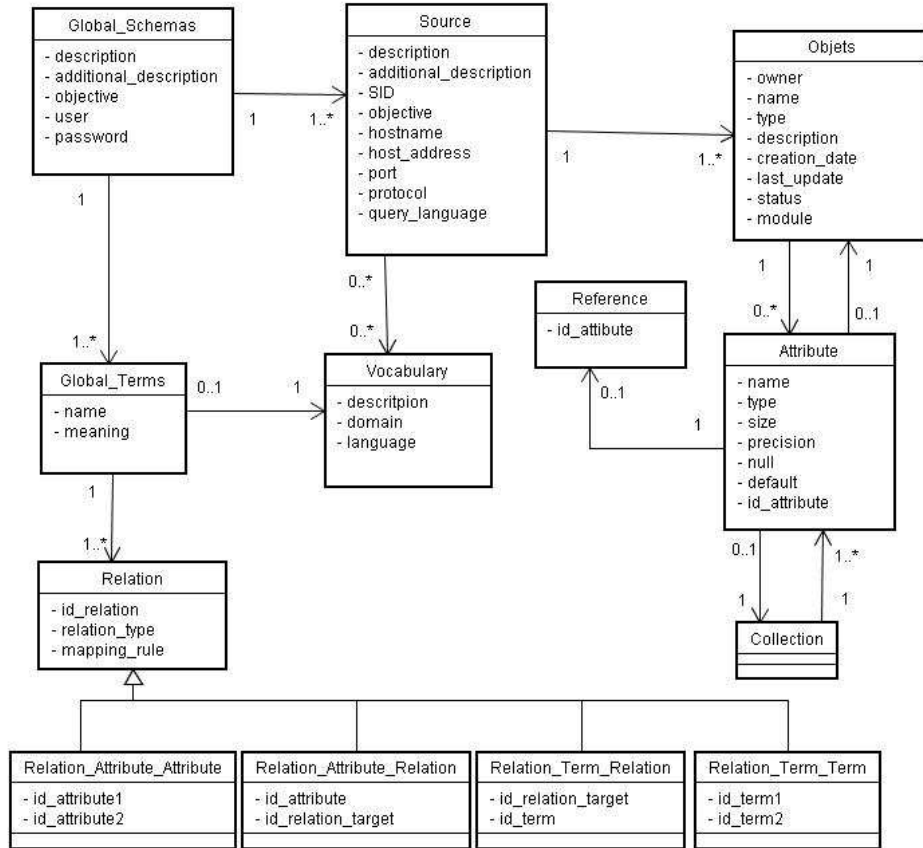 Global_Schemas
- description
- additional_description
- objective
- user
- password
1
1..*
Source
- description
- additional_description
- SID
- objective
- hostname
- host_address
- port
- protocol
- query_language
1
1..*
Objets
- owner
- name
- type
- description
- creation_date
- last_update
- status
- module
1
1..*
0..*
0..*
1
0..*
1
0..1
Reference
- id_attibute
0..1
1
Global_Terms
- name
- meaning
0..1
1
Vocabulary
- descritpion
- domain
- language
Attribute
- name
- type
- size
- precision
- null
- default
- id_attribute
1
1..*
0..1
1
1..*
1
Relation
- id_relation
- relation_type
- mapping_rule
Collection
Relation_Attribute_Attribute
- id_attribute1
- id_attribute2
Relation_Attribute_Relation
- id_attribute
- id_relation_target
Relation_Term_Relation
- id_relation_target
- id_term
Relation_Term_Term
- id_term1
- id_term2